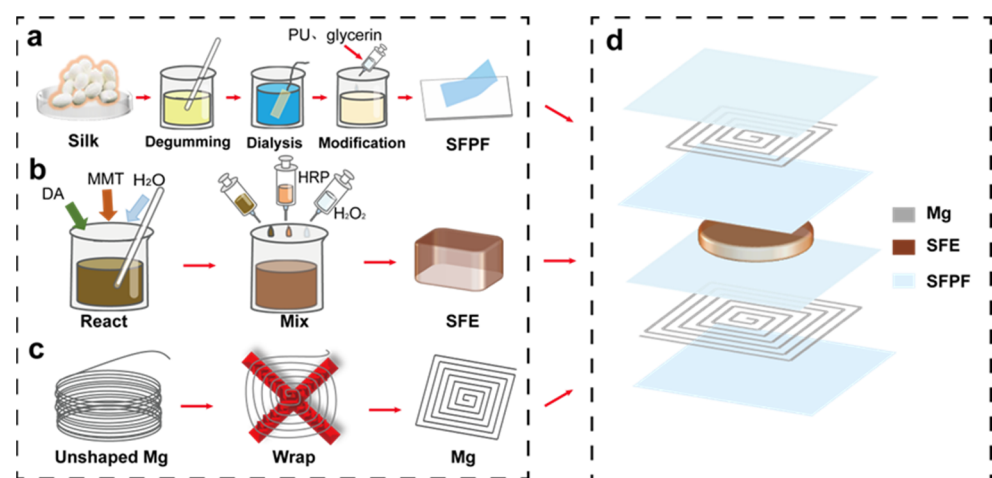 a
PU、glycerin
Silk
Degumming
Dialysis
Modification
SFPF
b
DA
MMT
H₂O
HRP
H₂O₂
React
Mix
SFE
c
Unshaped Mg
Wrap
Mg
d
Mg
SFE
SFPF